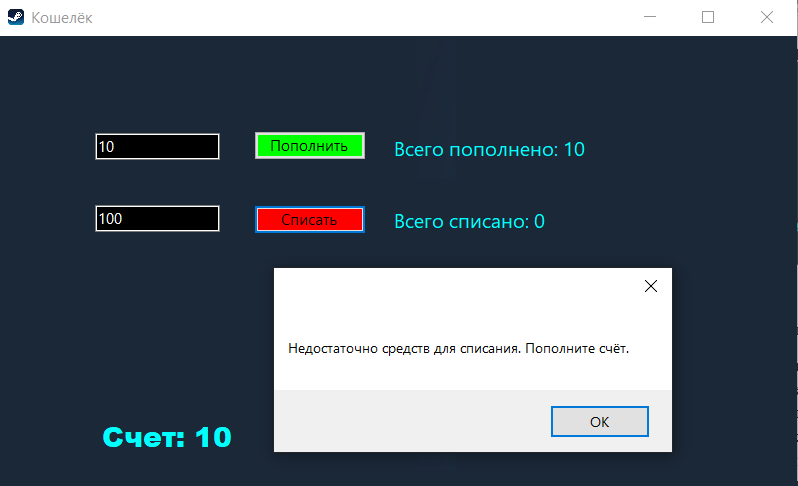 Кошелёк
10
Пополнить
Всего пополнено: 10
100
Списать
Всего списано: 0
Недостаточно средств для списания. Пополните счёт.
ОК
Счет: 10